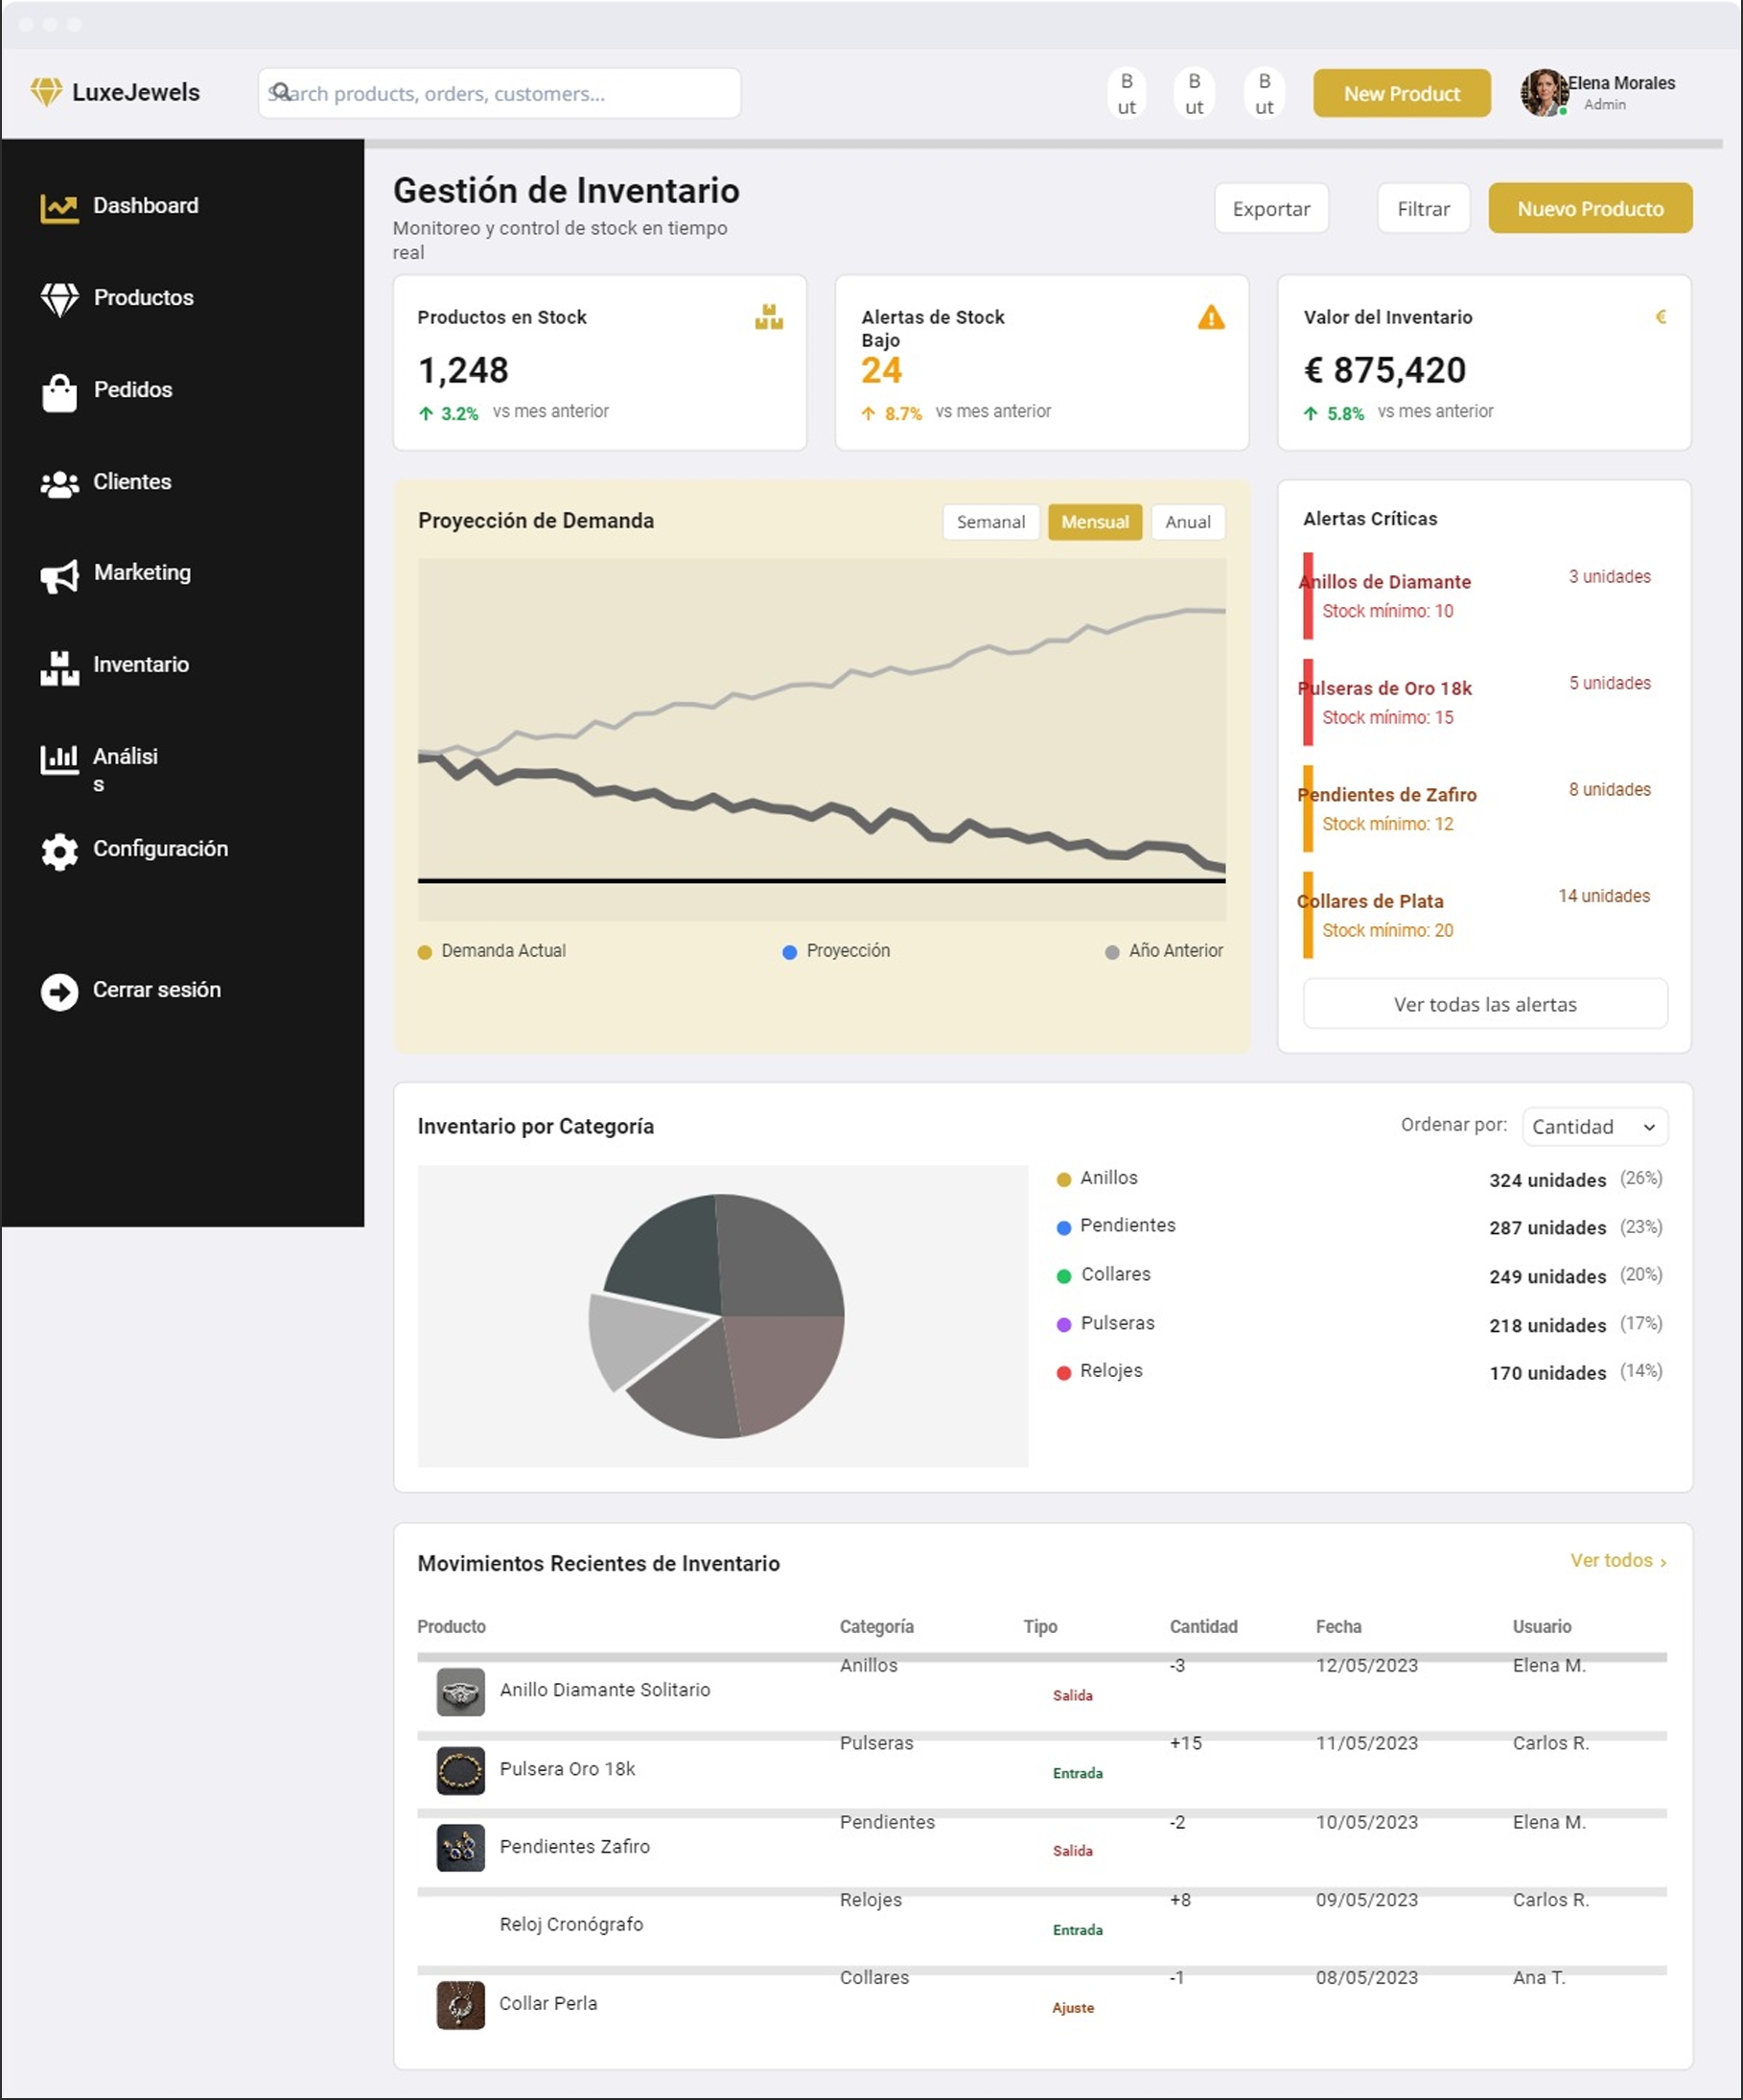 LuxeJewels
Search products, orders, customers...
B
ut
B
ut
B
ut
New Product
Elena Morales
Admin
Dashboard
Productos
Pedidos
Clientes
Marketing
Inventario
Análisi
s
Configuración
Cerrar sesión
Gestión de Inventario
Monitoreo y control de stock en tiempo
real
Exportar
Filtrar
Nuevo Producto
Productos en Stock
1,248
3.2% vs mes anterior
Alertas de Stock
Bajo
24
8.7% vs mes anterior
Valor del Inventario
€
€ 875,420
5.8% vs mes anterior
Proyección de Demanda
Semanal
Mensual
Anual
Demanda Actual
Proyección
Año Anterior
Alertas Críticas
Anillos de Diamante 3 unidades
Stock mínimo: 10
Pulseras de Oro 18k 5 unidades
Stock mínimo: 15
Pendientes de Zafiro 8 unidades
Stock mínimo: 12
Collares de Plata 14 unidades
Stock mínimo: 20
Ver todas las alertas
Inventario por Categoría
Ordenar por: Cantidad
Anillos 324 unidades (26%)
Pendientes 287 unidades (23%)
Collares 249 unidades (20%)
Pulseras 218 unidades (17%)
Relojes 170 unidades (14%)
Movimientos Recientes de Inventario
Ver todos ›
Producto Categoría Tipo Cantidad Fecha Usuario
Anillo Diamante Solitario Anillos Salida -3 12/05/2023 Elena M.
Pulsera Oro 18k Pulseras Entrada +15 11/05/2023 Carlos R.
Pendientes Zafiro Pendientes Salida -2 10/05/2023 Elena M.
Reloj Cronógrafo Relojes Entrada +8 09/05/2023 Carlos R.
Collar Perla Collares Ajuste -1 08/05/2023 Ana T.